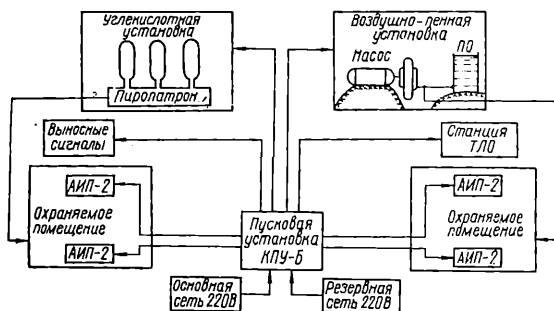 Углекислотная
установка
Пиропатрон
Воздушно-пенная
установка
Насос
ПО
Выносные
сигналы
Станция
ТЛО
АИП-2
Охраняемое
помещение
АИП-2
Пусковая
установка
КПУ-Б
АИП-2
Охраняемое
помещение
АИП-2
Основная
сеть 220В
Резервная
сеть 220В